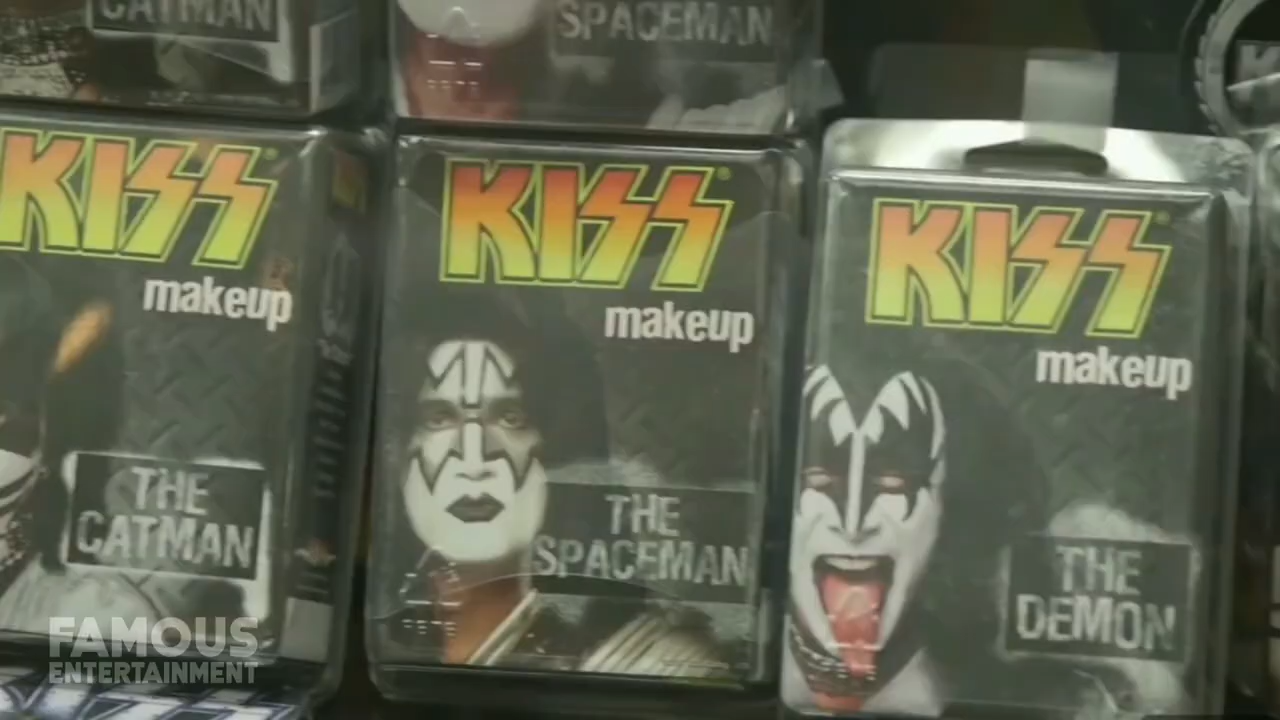 CATMAN
SPACEMAN
KISS
makeup
THE
CATMAN
KISS
makeup
THE
SPACEMAN
KISS
makeup
THE
DEMON
FAMOUS
ENTERTAINMENT